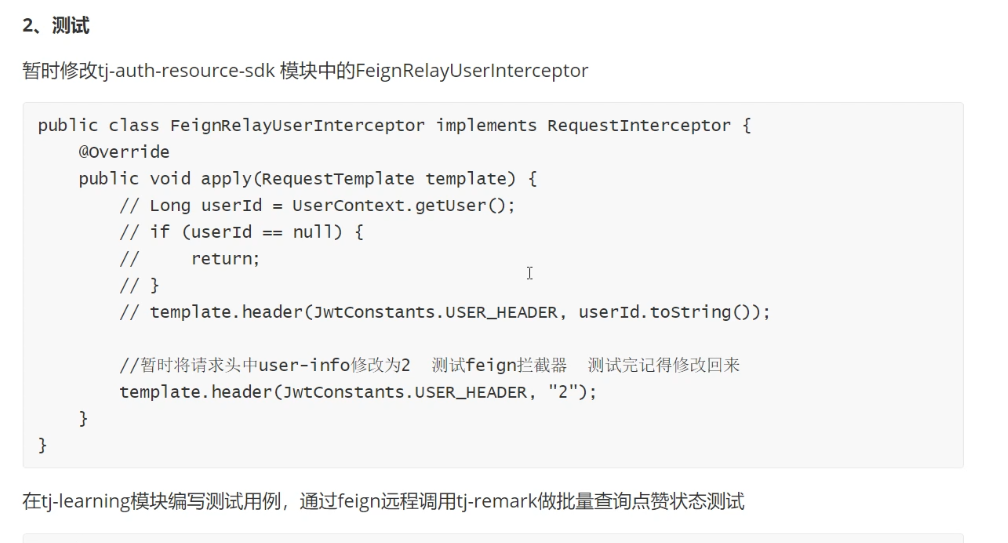 2、测试
暂时修改tj-auth-resource-sdk 模块中的FeignRelayUserInterceptor
public class FeignRelayUserInterceptor implements RequestInterceptor {
    @Override
    public void apply(RequestTemplate template) {
        // Long userId = UserContext.getUser();
        // if (userId == null) {
        //     return;
        // }
        // template.header(JwtConstants.USER_HEADER, userId.toString());

        //暂时将请求头中user-info修改为2  测试feign拦截器  测试完记得修改回来
        template.header(JwtConstants.USER_HEADER, "2");
    }
}
在tj-learning模块编写测试用例，通过feign远程调用tj-remark做批量查询点赞状态测试